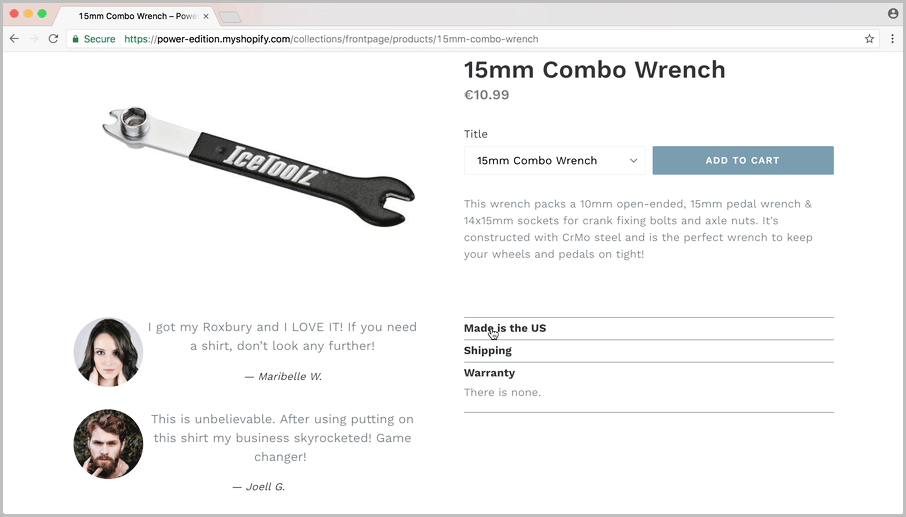 15mm Combo Wrench – Powe
Secure https://power-edition.myshopify.com/collections/frontpage/products/15mm-combo-wrench
IceToolz®
15mm Combo Wrench
€10.99
Title
15mm Combo Wrench
ADD TO CART
This wrench packs a 10mm open-ended, 15mm pedal wrench &
14x15mm sockets for crank fixing bolts and axle nuts. It's
constructed with CrMo steel and is the perfect wrench to keep
your wheels and pedals on tight!
I got my Roxbury and I LOVE IT! If you need
a shirt, don't look any further!
— Maribelle W.
This is unbelievable. After using putting on
this shirt my business skyrocketed! Game
changer!
— Joell G.
Made is the US
Shipping
Warranty
There is none.